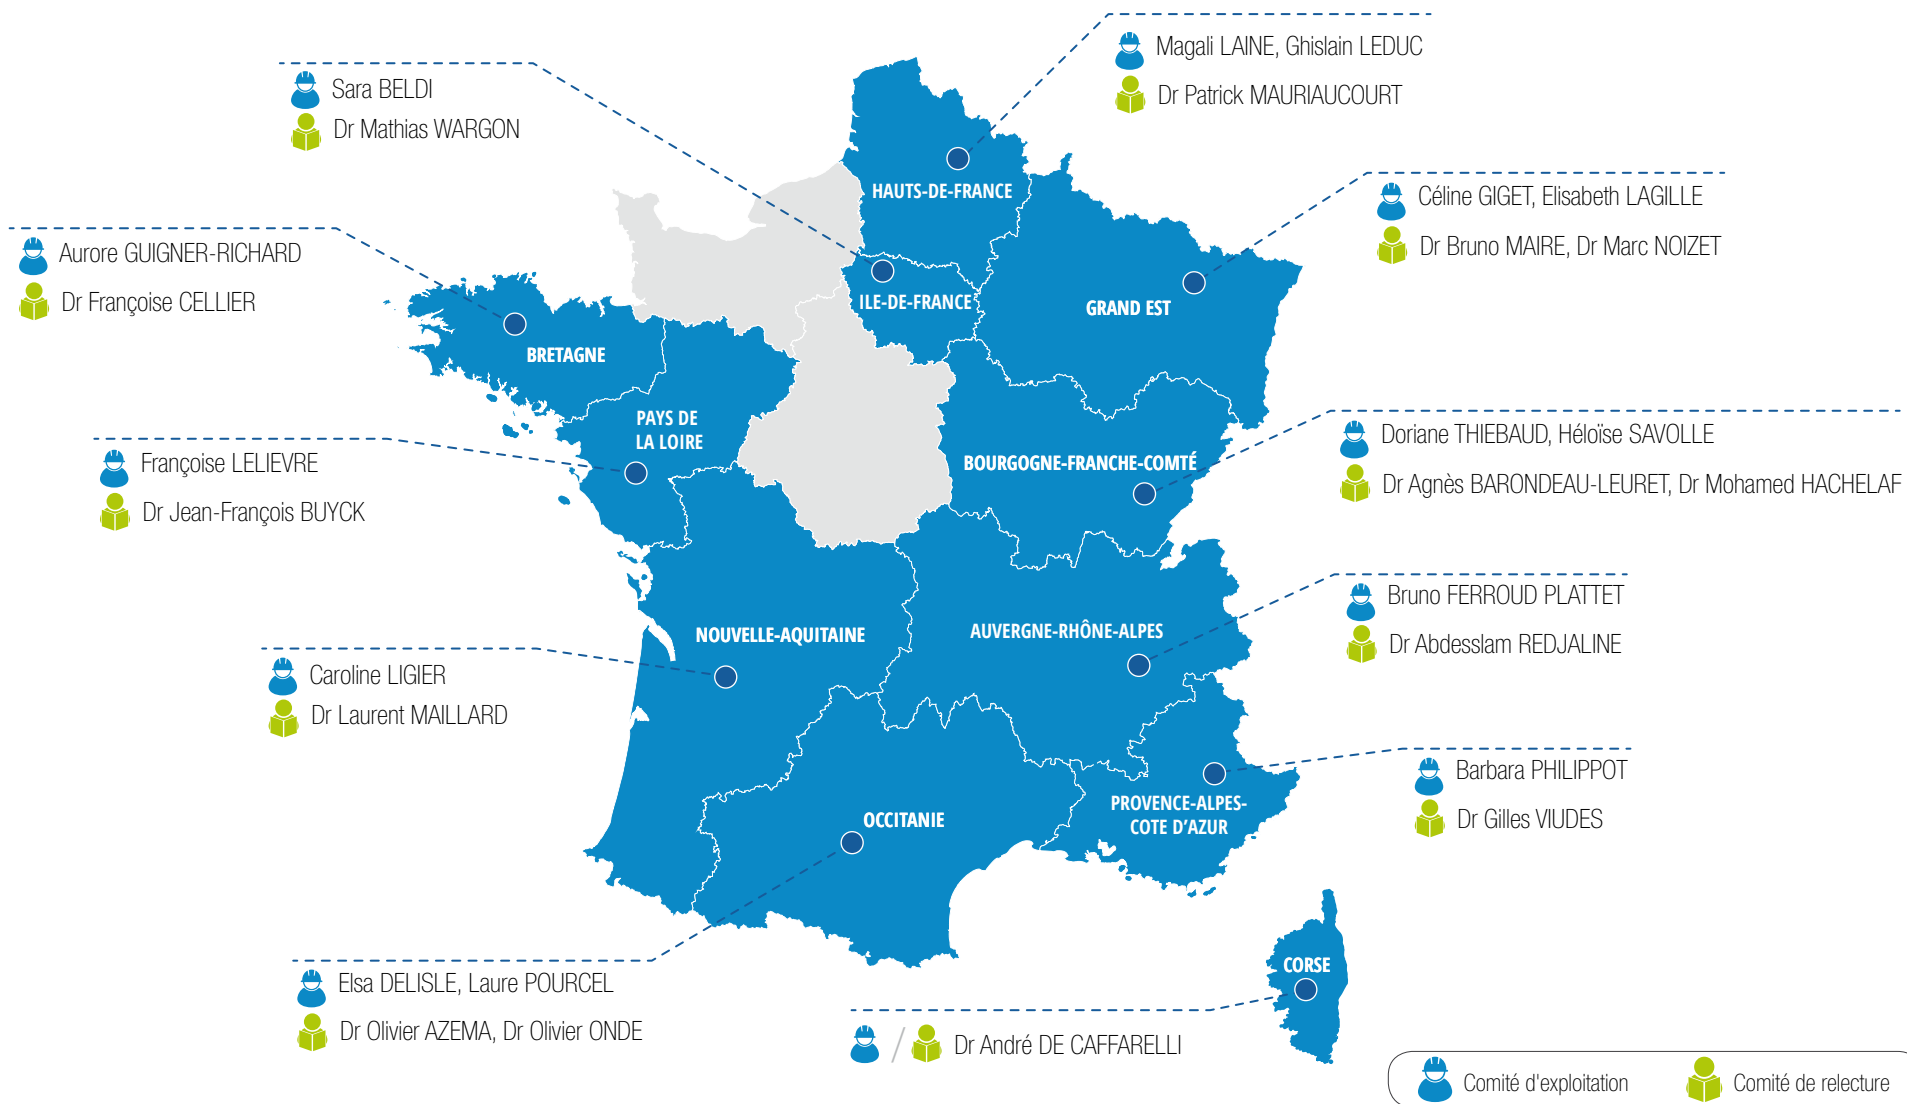 Magali LAINE, Ghislain LEDUC
Dr Patrick MAURIAUCOURT
Sara BELDI
Dr Mathias WARGON
HAUTS-DE-FRANCE
Céline GIGET, Elisabeth LAGILLE
Dr Bruno MAIRE, Dr Marc NOIZET
Aurore GUIGNER-RICHARD
Dr Françoise CELLIER
ILE-DE-FRANCE
GRAND EST
BRETAGNE
PAYS DE
LA LOIRE
Doriane THIEBAUD, Héloïse SAVOLLE
Dr Agnès BARONDEAU-LEURET, Dr Mohamed HACHELAF
BOURGOGNE-FRANCHE-COMTÉ
Françoise LELIEVRE
Dr Jean-François BUYCK
Bruno FERROUD PLATTET
Dr Abdesslam REDJALINE
NOUVELLE-AQUITAINE
AUVERGNE-RHÔNE-ALPES
Caroline LIGIER
Dr Laurent MAILLARD
Barbara PHILIPPOT
Dr Gilles VIUDES
PROVENCE-ALPES-
COTE D'AZUR
OCCITANIE
Elsa DELISLE, Laure POURCEL
Dr Olivier AZEMA, Dr Olivier ONDE
CORSE
/ Dr André DE CAFFARELLI
Comité d'exploitation
Comité de relecture